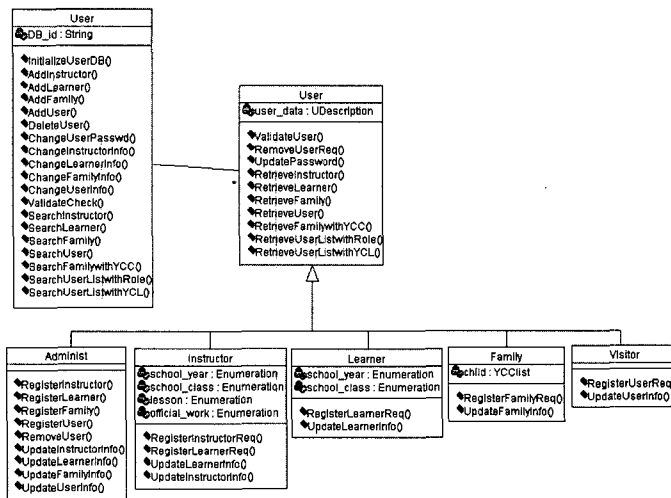 User
DB_id : String
InitializeUserDB()
AddInstructor()
AddLearner()
AddFamily()
AddUser()
DeleteUser()
ChangeUserPasswd()
ChangeInstructorInfo()
ChangeLearnerInfo()
ChangeFamilyInfo()
ChangeUserInfo()
ValidateCheck()
SearchInstructor()
SearchLearner()
SearchFamily()
SearchUser()
SearchFamilywithYCC()
SearchUserListwithRole()
SearchUserListwithYCL()
User
user_data : UDescription
ValidateUser()
RemoveUserReq()
UpdatePassword()
RetrieveInstructor()
RetrieveLearner()
RetrieveFamily()
RetrieveUser()
RetrieveFamilywithYCC()
RetrieveUserListwithRole()
RetrieveUserListwithYCL()
Administ
RegisterInstructor()
RegisterLearner()
RegisterFamily()
RegisterUser()
RemoveUser()
UpdateInstructorInfo()
UpdateLearnerInfo()
UpdateFamilyInfo()
UpdateUserInfo()
Instructor
school_year : Enumeration
school_class : Enumeration
lesson : Enumeration
official_work : Enumeration
RegisterInstructorReq()
RegisterLearnerReq()
UpdateLearnerInfo()
UpdateInstructorInfo()
Learner
school_year : Enumeration
school_class : Enumeration
RegisterLearnerReq()
UpdateLearnerInfo()
Family
child : YCClist
RegisterFamilyReq()
UpdateFamilyInfo()
Visitor
RegisterUserReq
UpdateUserInfo()